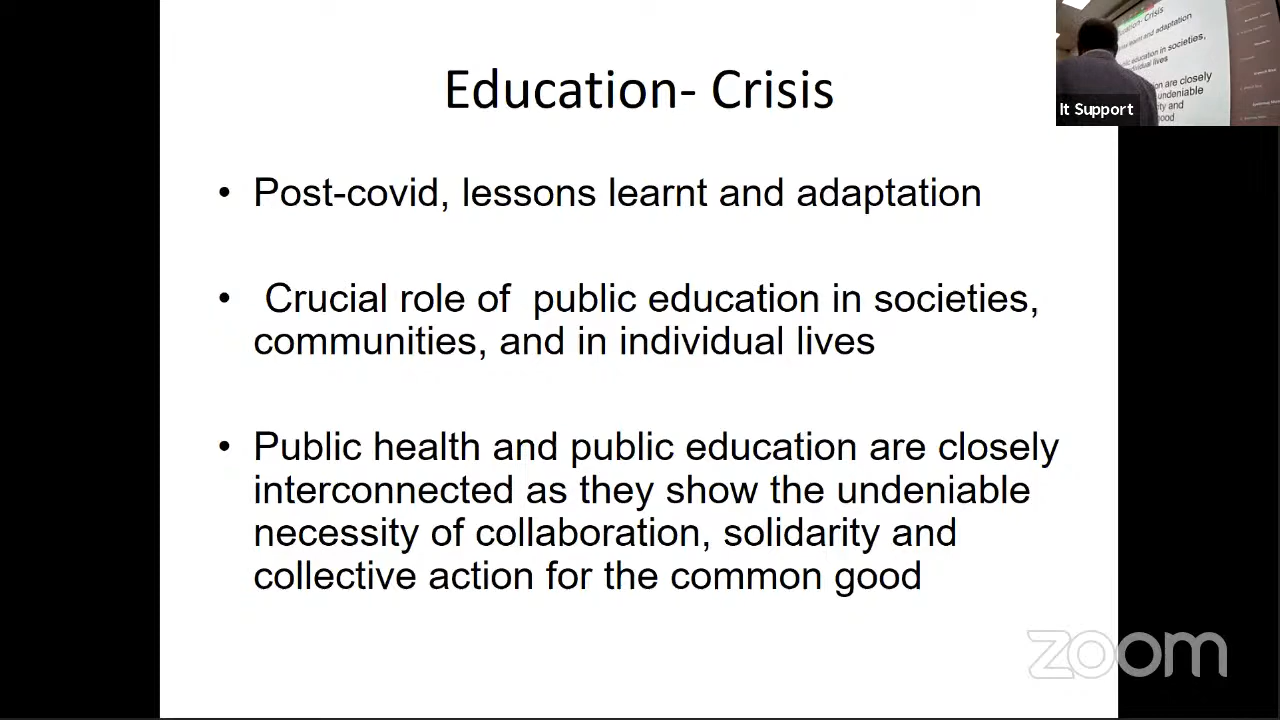 Education- Crisis
• Post-covid, lessons learnt and adaptation
• Crucial role of public education in societies,
communities, and in individual lives
• Public health and public education are closely
interconnected as they show the undeniable
necessity of collaboration, solidarity and
collective action for the common good
It Support
zoom